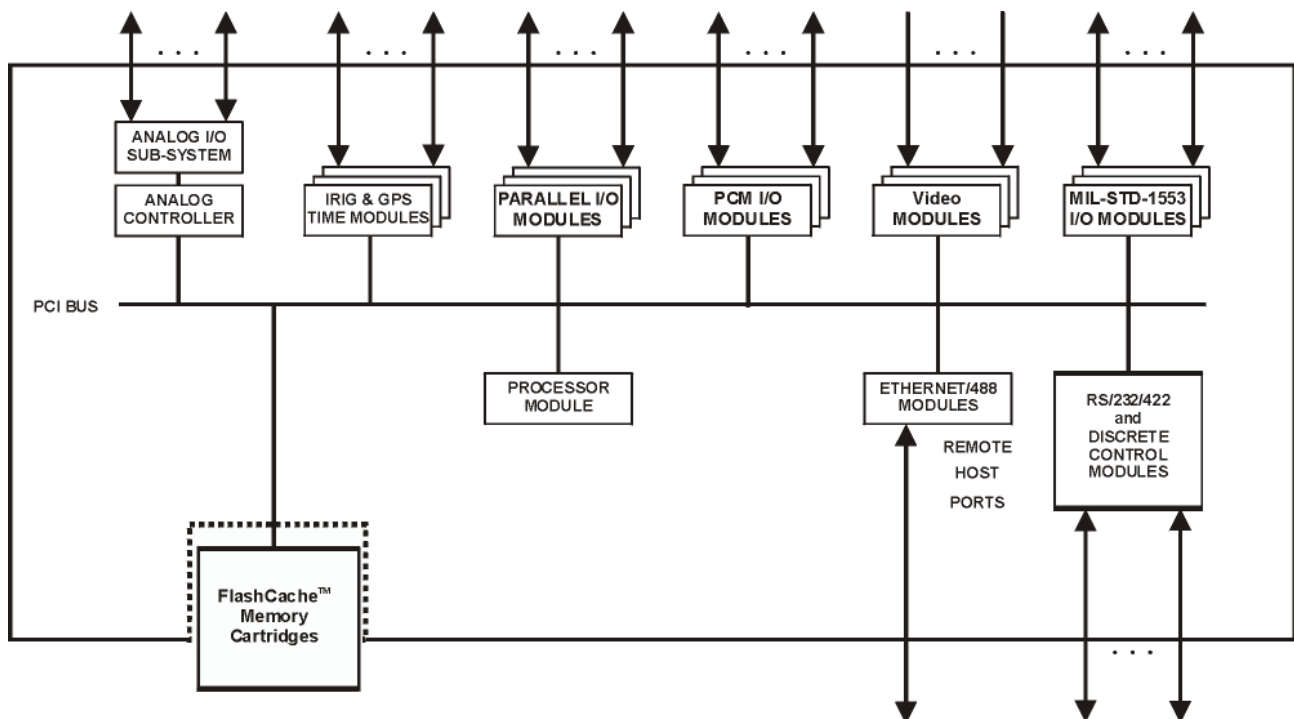 ANALOG I/O
SUB-SYSTEM
ANALOG
CONTROLLER
IRIG & GPS
TIME MODULES
PARALLEL I/O
MODULES
PCM I/O
MODULES
Video
MODULES
MIL-STD-1553
I/O MODULES
PCI BUS
PROCESSOR
MODULE
ETHERNET/488
MODULES
REMOTE
HOST
PORTS
RS/232/422
and
DISCRETE
CONTROL
MODULES
FlashCache™
Memory
Cartridges